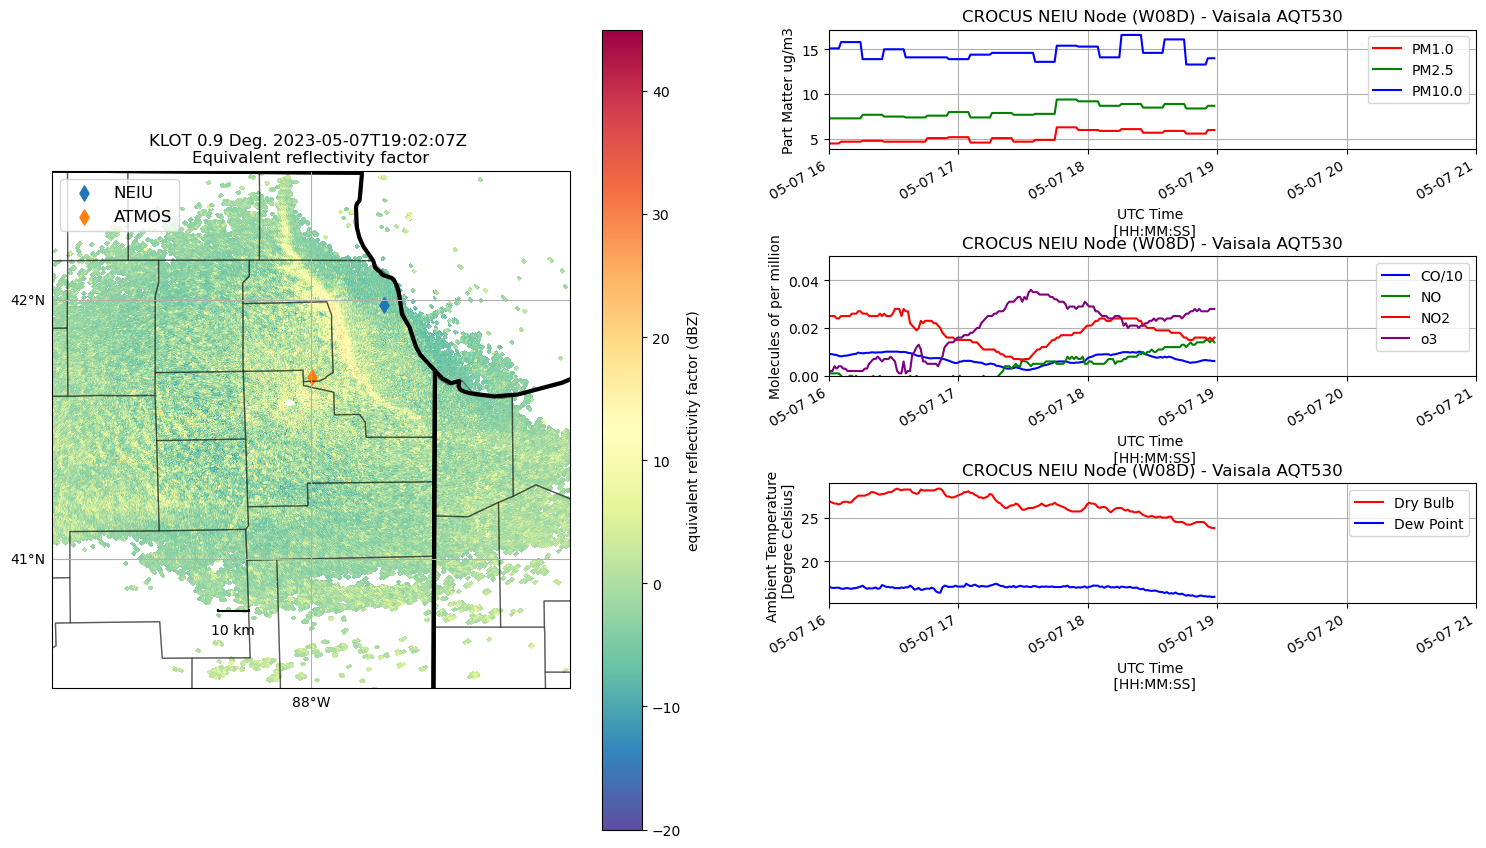 KLOT 0.9 Deg. 2023-05-07T19:02:07Z
Equivalent reflectivity factor
NEIU
ATMOS
42°N
41°N
88°W
10 km
40
30
20
10
0
−10
−20
equivalent reflectivity factor (dBZ)
CROCUS NEIU Node (W08D) - Vaisala AQT530
Part Matter ug/m3
15
10
5
PM1.0
PM2.5
PM10.0
05-07 16
05-07 17
05-07 18
05-07 19
05-07 20
05-07 21
UTC Time
[HH:MM:SS]
CROCUS NEIU Node (W08D) - Vaisala AQT530
Molecules of per million
0.04
0.02
0.00
CO/10
NO
NO2
o3
05-07 16
05-07 17
05-07 18
05-07 19
05-07 20
05-07 21
UTC Time
[HH:MM:SS]
CROCUS NEIU Node (W08D) - Vaisala AQT530
Ambient Temperature
[Degree Celsius]
25
20
Dry Bulb
Dew Point
05-07 16
05-07 17
05-07 18
05-07 19
05-07 20
05-07 21
UTC Time
[HH:MM:SS]